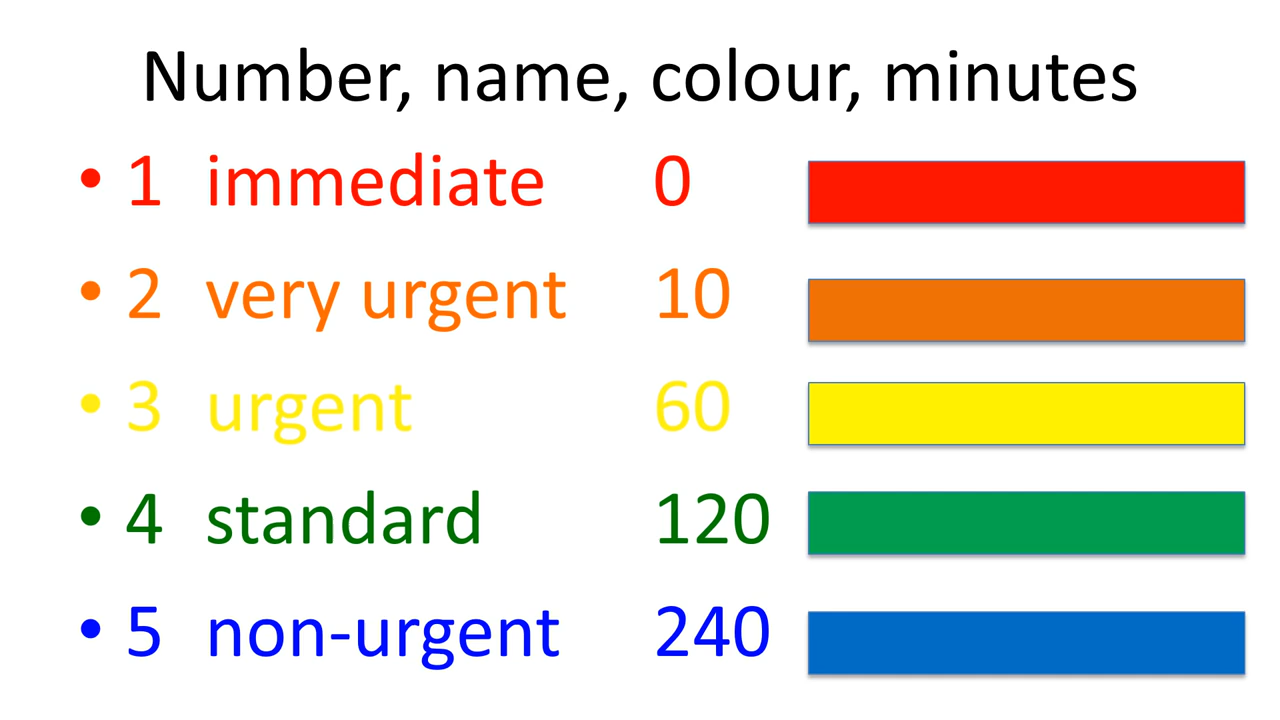 Number, name, colour, minutes
• 1 immediate 0
• 2 very urgent 10
• 3 urgent 60
• 4 standard 120
• 5 non-urgent 240